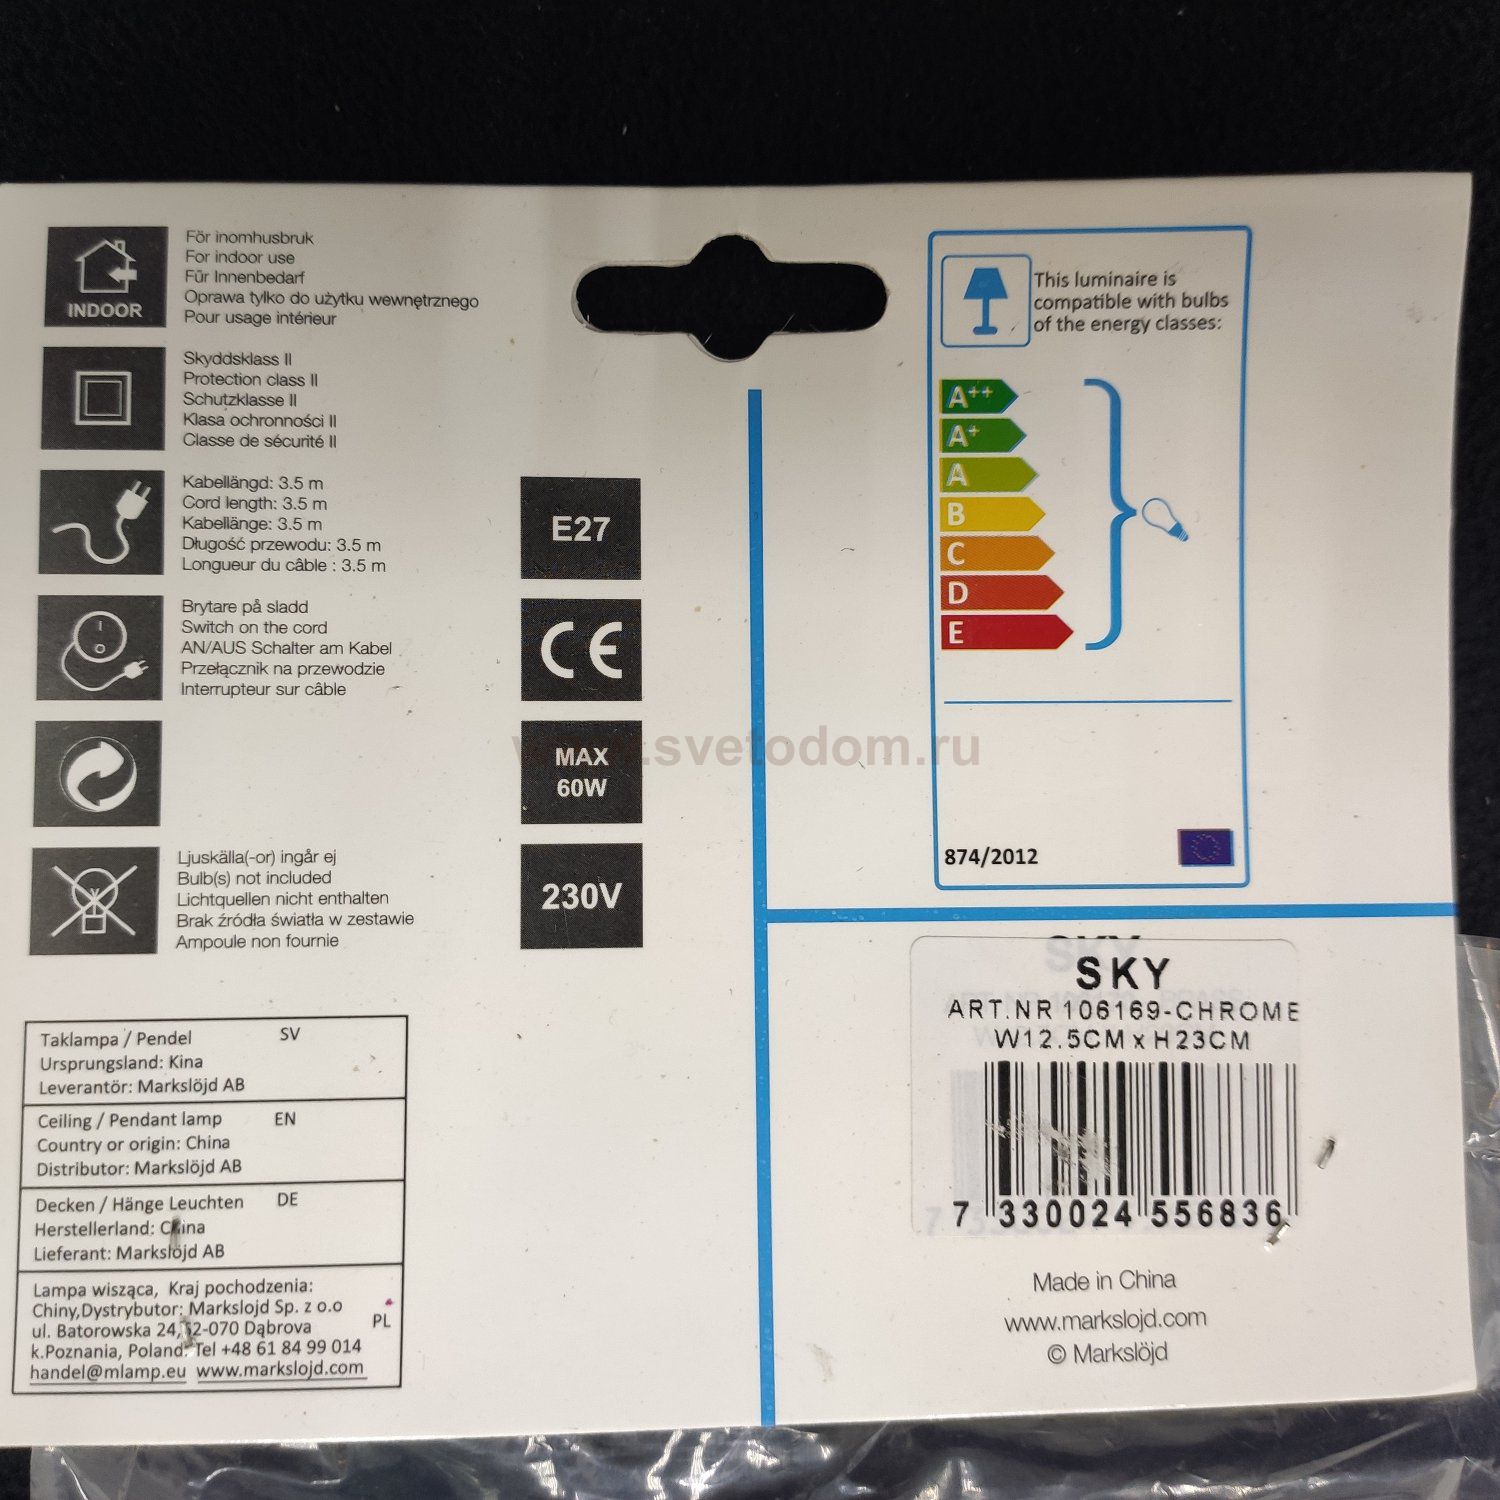 INDOOR
För inomhusbruk
For indoor use
Für Innenbedarf
Oprawa tylko do użytku wewnętrznego
Pour usage intérieur
Skyddsklass II
Protection class II
Schutzklasse II
Klasa ochronności II
Classe de sécurité II
Kabellängd: 3.5 m
Cord length: 3.5 m
Kabellänge: 3.5 m
Długość przewodu: 3.5 m
Longueur du câble : 3.5 m
Brytare på sladd
Switch on the cord
AN/AUS Schalter am Kabel
Przełącznik na przewodzie
Interrupteur sur câble
Ljuskälla(-or) ingår ej
Bulb(s) not included
Lichtquellen nicht enthalten
Brak źródła światła w zestawie
Ampoule non fournie
E27
CE
MAX
60W
230V
This luminaire is
compatible with bulbs
of the energy classes:
A++
A+
A
B
C
D
E
874/2012
www.svetodom.ru
Taklampa / Pendel SV
Ursprungsland: Kina
Leverantör: Markslöjd AB
Ceiling / Pendant lamp EN
Country or origin: China
Distributor: Markslöjd AB
Decken / Hänge Leuchten DE
Herstellerland: China
Lieferant: Markslöjd AB
Lampa wisząca, Kraj pochodzenia:
Chiny,Dystrybutor: Markslojd Sp. z o.o
ul. Batorowska 24, 62-070 Dąbrova PL
k.Poznania, Poland. Tel +48 61 84 99 014
handel@mlamp.eu www.markslojd.com
SKY
ART.NR 106169-CHROME
W12.5CM x H23CM
7 330024 556836
Made in China
www.markslojd.com
© Markslöjd